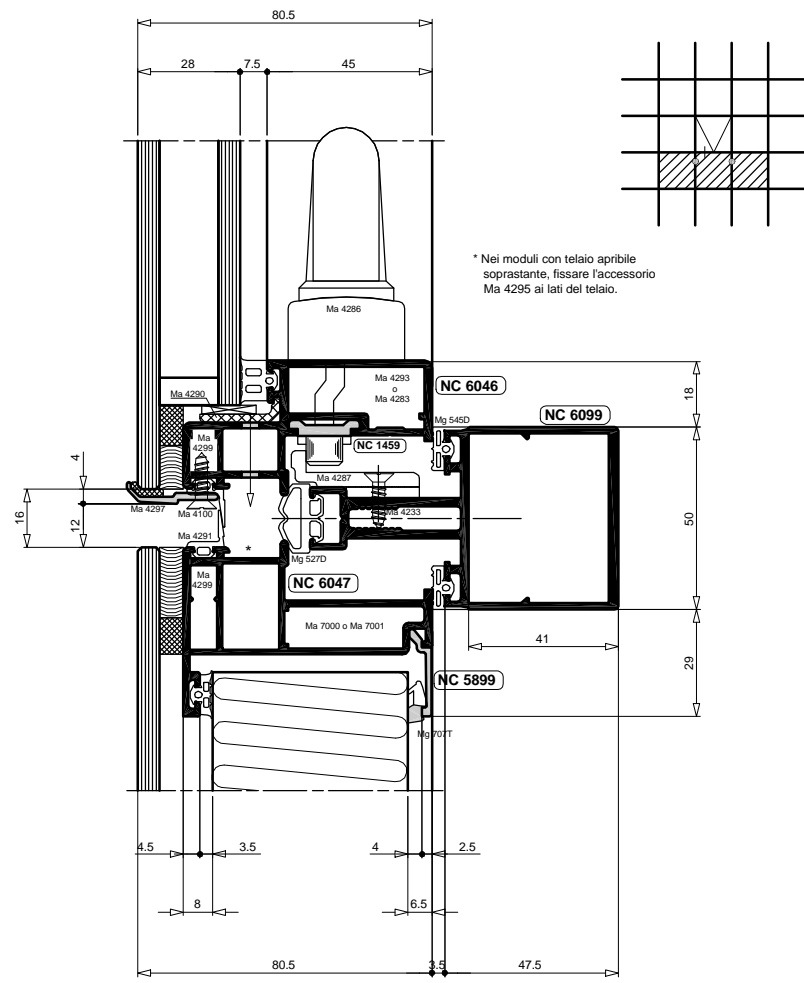 80.5
28
7.5
45
* Nei moduli con telaio apribile
soprastante, fissare l'accessorio
Ma 4295 ai lati del telaio.
Ma 4286
Ma 4293
o
Ma 4283
NC 6046
18
Ma 4290
Mg 545D
NC 6099
Ma
4299
NC 1459
4
Ma 4287
16
12
Ma 4297
Ma 4100
Ma 4233
50
Ma 4291
*
Mg 527D
Ma
4299
NC 6047
Ma 7000 o Ma 7001
41
29
NC 5899
Mg 707T
4.5
3.5
4
2.5
8
6.5
80.5
3.5
47.5